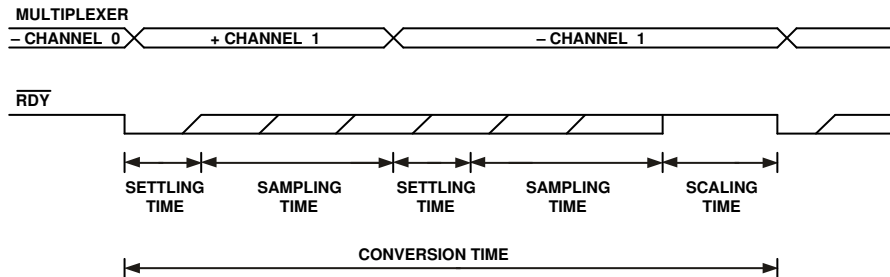 MULTIPLEXER
– CHANNEL 0 + CHANNEL 1 – CHANNEL 1
RDY
SETTLING TIME
SAMPLING TIME
SETTLING TIME
SAMPLING TIME
SCALING TIME
CONVERSION TIME